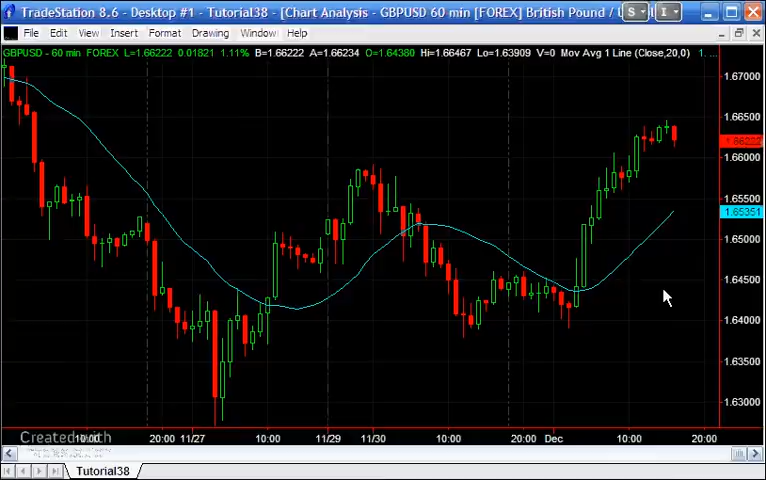 TradeStation 8.6 - Desktop #1 - Tutorial38 - [Chart Analysis - GBPUSD 60 min [FOREX] British Pound /
S I
File Edit View Insert Format Drawing Window Help
GBPUSD - 60 min FOREX L=1.66222 0.01821 1.11% B=1.66222 A=1.66234 O=1.64380 Hi=1.66467 Lo=1.63909 V=0 Mov Avg 1 Line (Close,20,0) 1. ...
1.67000
1.66500
1.66222
1.66000
1.65500
1.65351
1.65000
1.64500
1.64000
1.63500
1.63000
Created with
10:00 20:00 11/27 10:00 11/29 11/30 10:00 20:00 Dec 10:00 20:00
Tutorial38